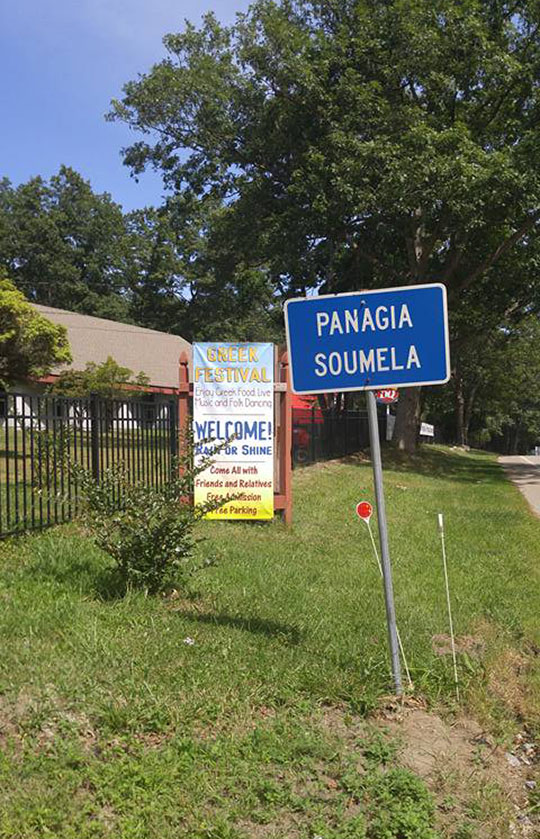 PANAGIA
SOUMELA
GREEK
FESTIVAL
Enjoy Greek Food, Live
Music and Folk Dancing
WELCOME!
Rain or Shine
Come All with
Friends and Relatives
Free Admission
Free Parking